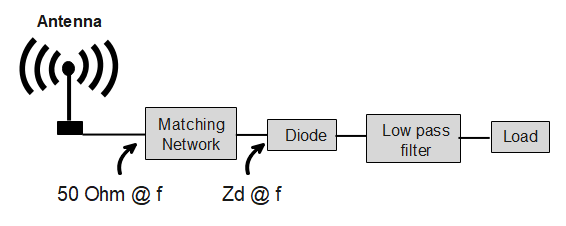 Antenna
Matching
Network
Diode
Low pass
filter
Load
50 Ohm @ f
Zd @ f